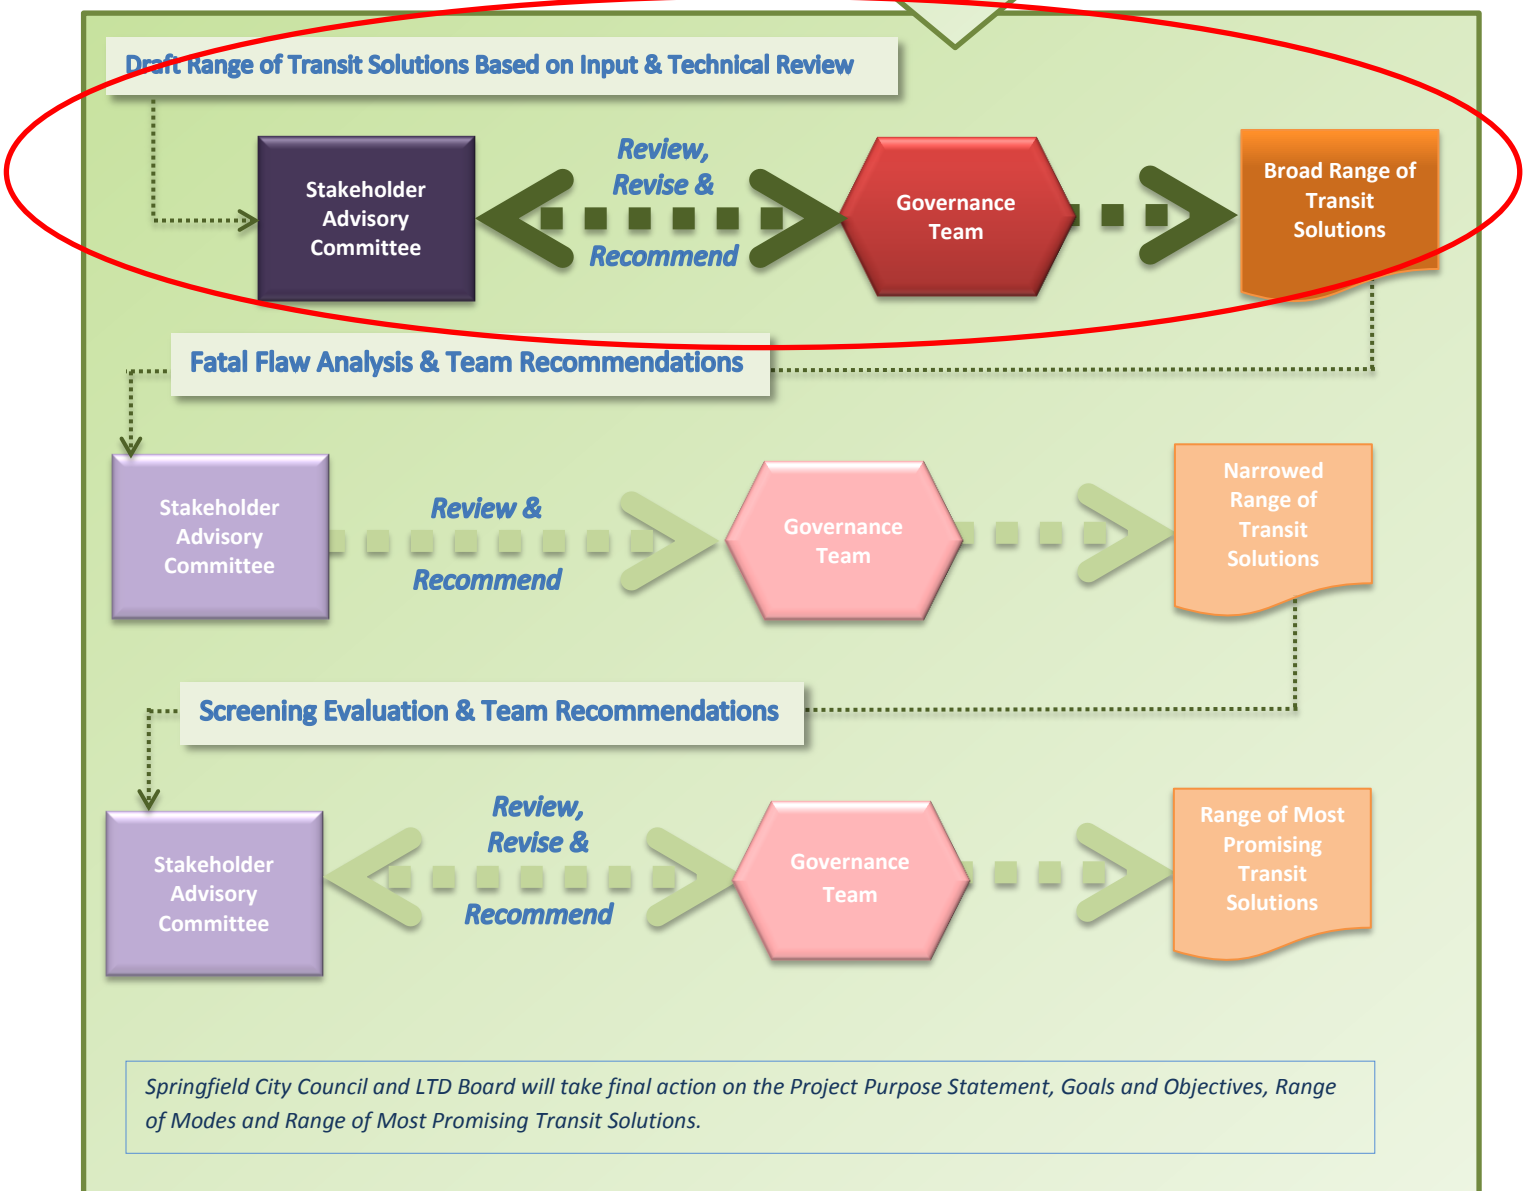 Draft Range of Transit Solutions Based on Input & Technical Review
Stakeholder
Advisory
Committee
Review,
Revise &
Recommend
Governance
Team
Broad Range of
Transit
Solutions
Fatal Flaw Analysis & Team Recommendations
Stakeholder
Advisory
Committee
Review &
Recommend
Governance
Team
Narrowed
Range of
Transit
Solutions
Screening Evaluation & Team Recommendations
Stakeholder
Advisory
Committee
Review,
Revise &
Recommend
Governance
Team
Range of Most
Promising
Transit
Solutions
Springfield City Council and LTD Board will take final action on the Project Purpose Statement, Goals and Objectives, Range
of Modes and Range of Most Promising Transit Solutions.